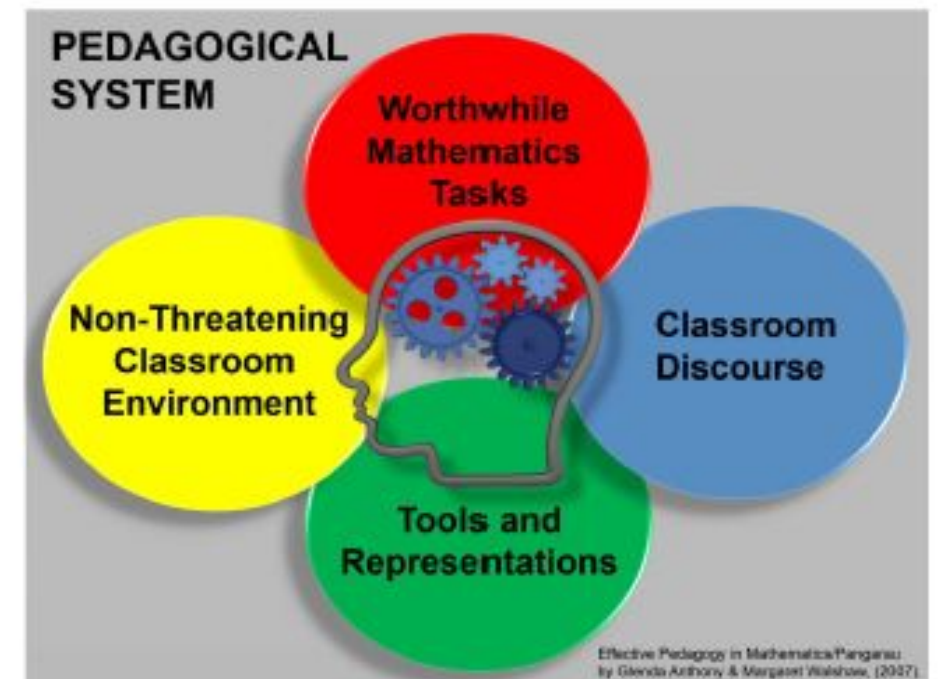 PEDAGOGICAL
SYSTEM
Worthwhile
Mathematics
Tasks
Non-Threatening
Classroom
Environment
Classroom
Discourse
Tools and
Representations
Effective Pedagogy in Mathematics/Pangarau
by Glenda Anthony & Margaret Walshaw, (2007)